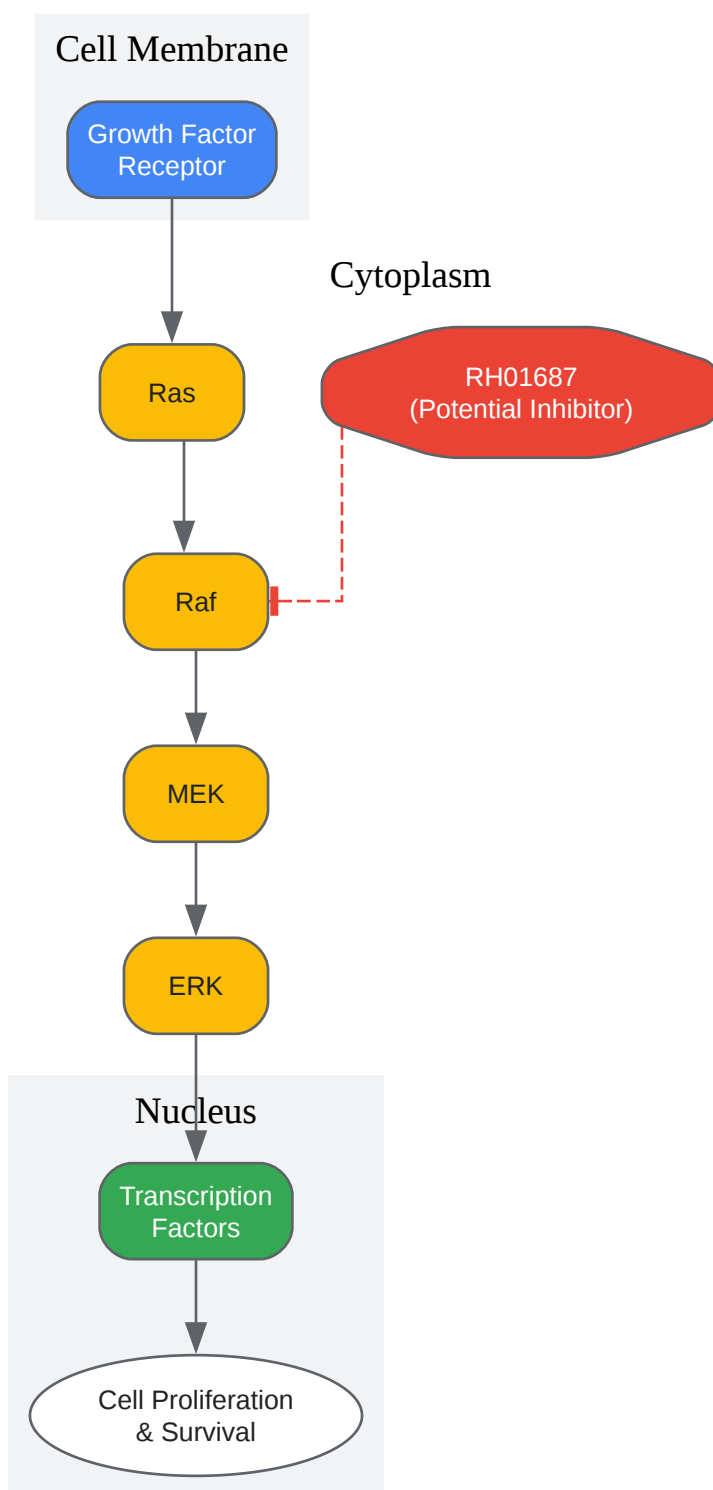 Cell Membrane
Growth Factor
Receptor
Cytoplasm
RH01687
(Potential Inhibitor)
Ras
Raf
MEK
ERK
Nucleus
Transcription
Factors
Cell Proliferation
& Survival